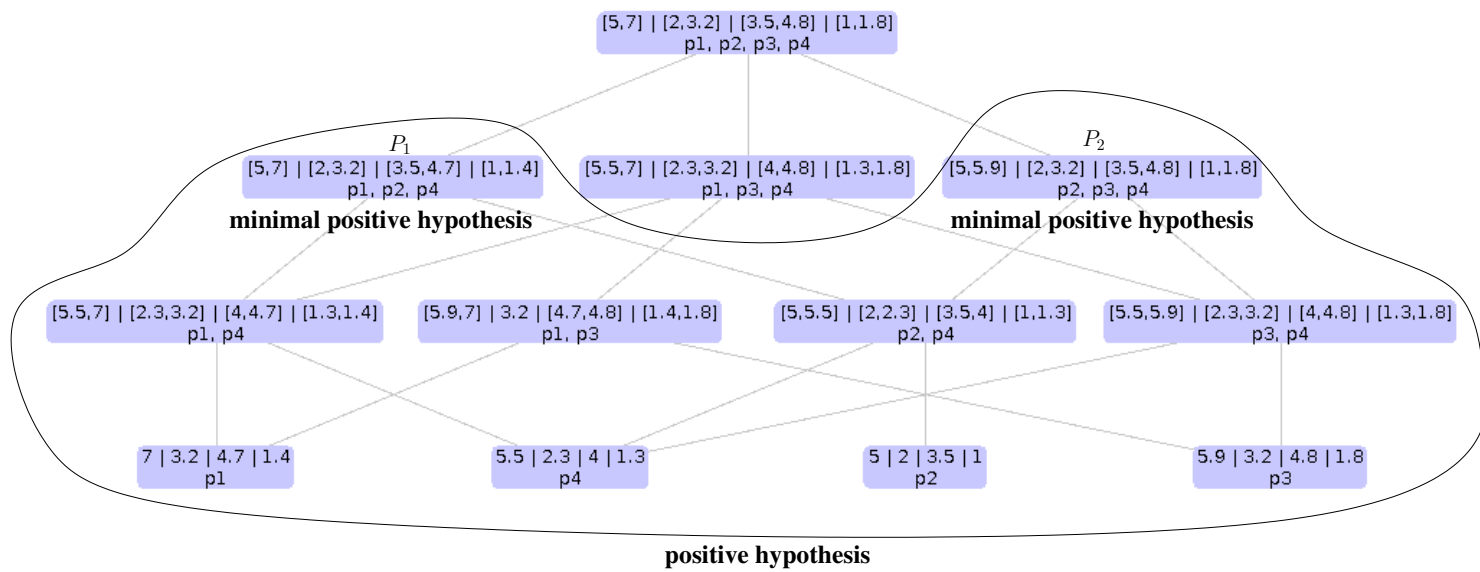 [5,7] | [2,3.2] | [3.5,4.8] | [1,1.8]
p1, p2, p3, p4
P1
P2
[5,7] | [2,3.2] | [3.5,4.7] | [1,1.4]
p1, p2, p4
[5.5,7] | [2.3,3.2] | [4,4.8] | [1.3,1.8]
p1, p3, p4
[5,5.9] | [2,3.2] | [3.5,4.8] | [1,1.8]
p2, p3, p4
minimal positive hypothesis
minimal positive hypothesis
[5.5,7] | [2.3,3.2] | [4,4.7] | [1.3,1.4]
p1, p4
[5.9,7] | 3.2 | [4.7,4.8] | [1.4,1.8]
p1, p3
[5,5.5] | [2,2.3] | [3.5,4] | [1,1.3]
p2, p4
[5.5,5.9] | [2.3,3.2] | [4,4.8] | [1.3,1.8]
p3, p4
7 | 3.2 | 4.7 | 1.4
p1
5.5 | 2.3 | 4 | 1.3
p4
5 | 2 | 3.5 | 1
p2
5.9 | 3.2 | 4.8 | 1.8
p3
positive hypothesis